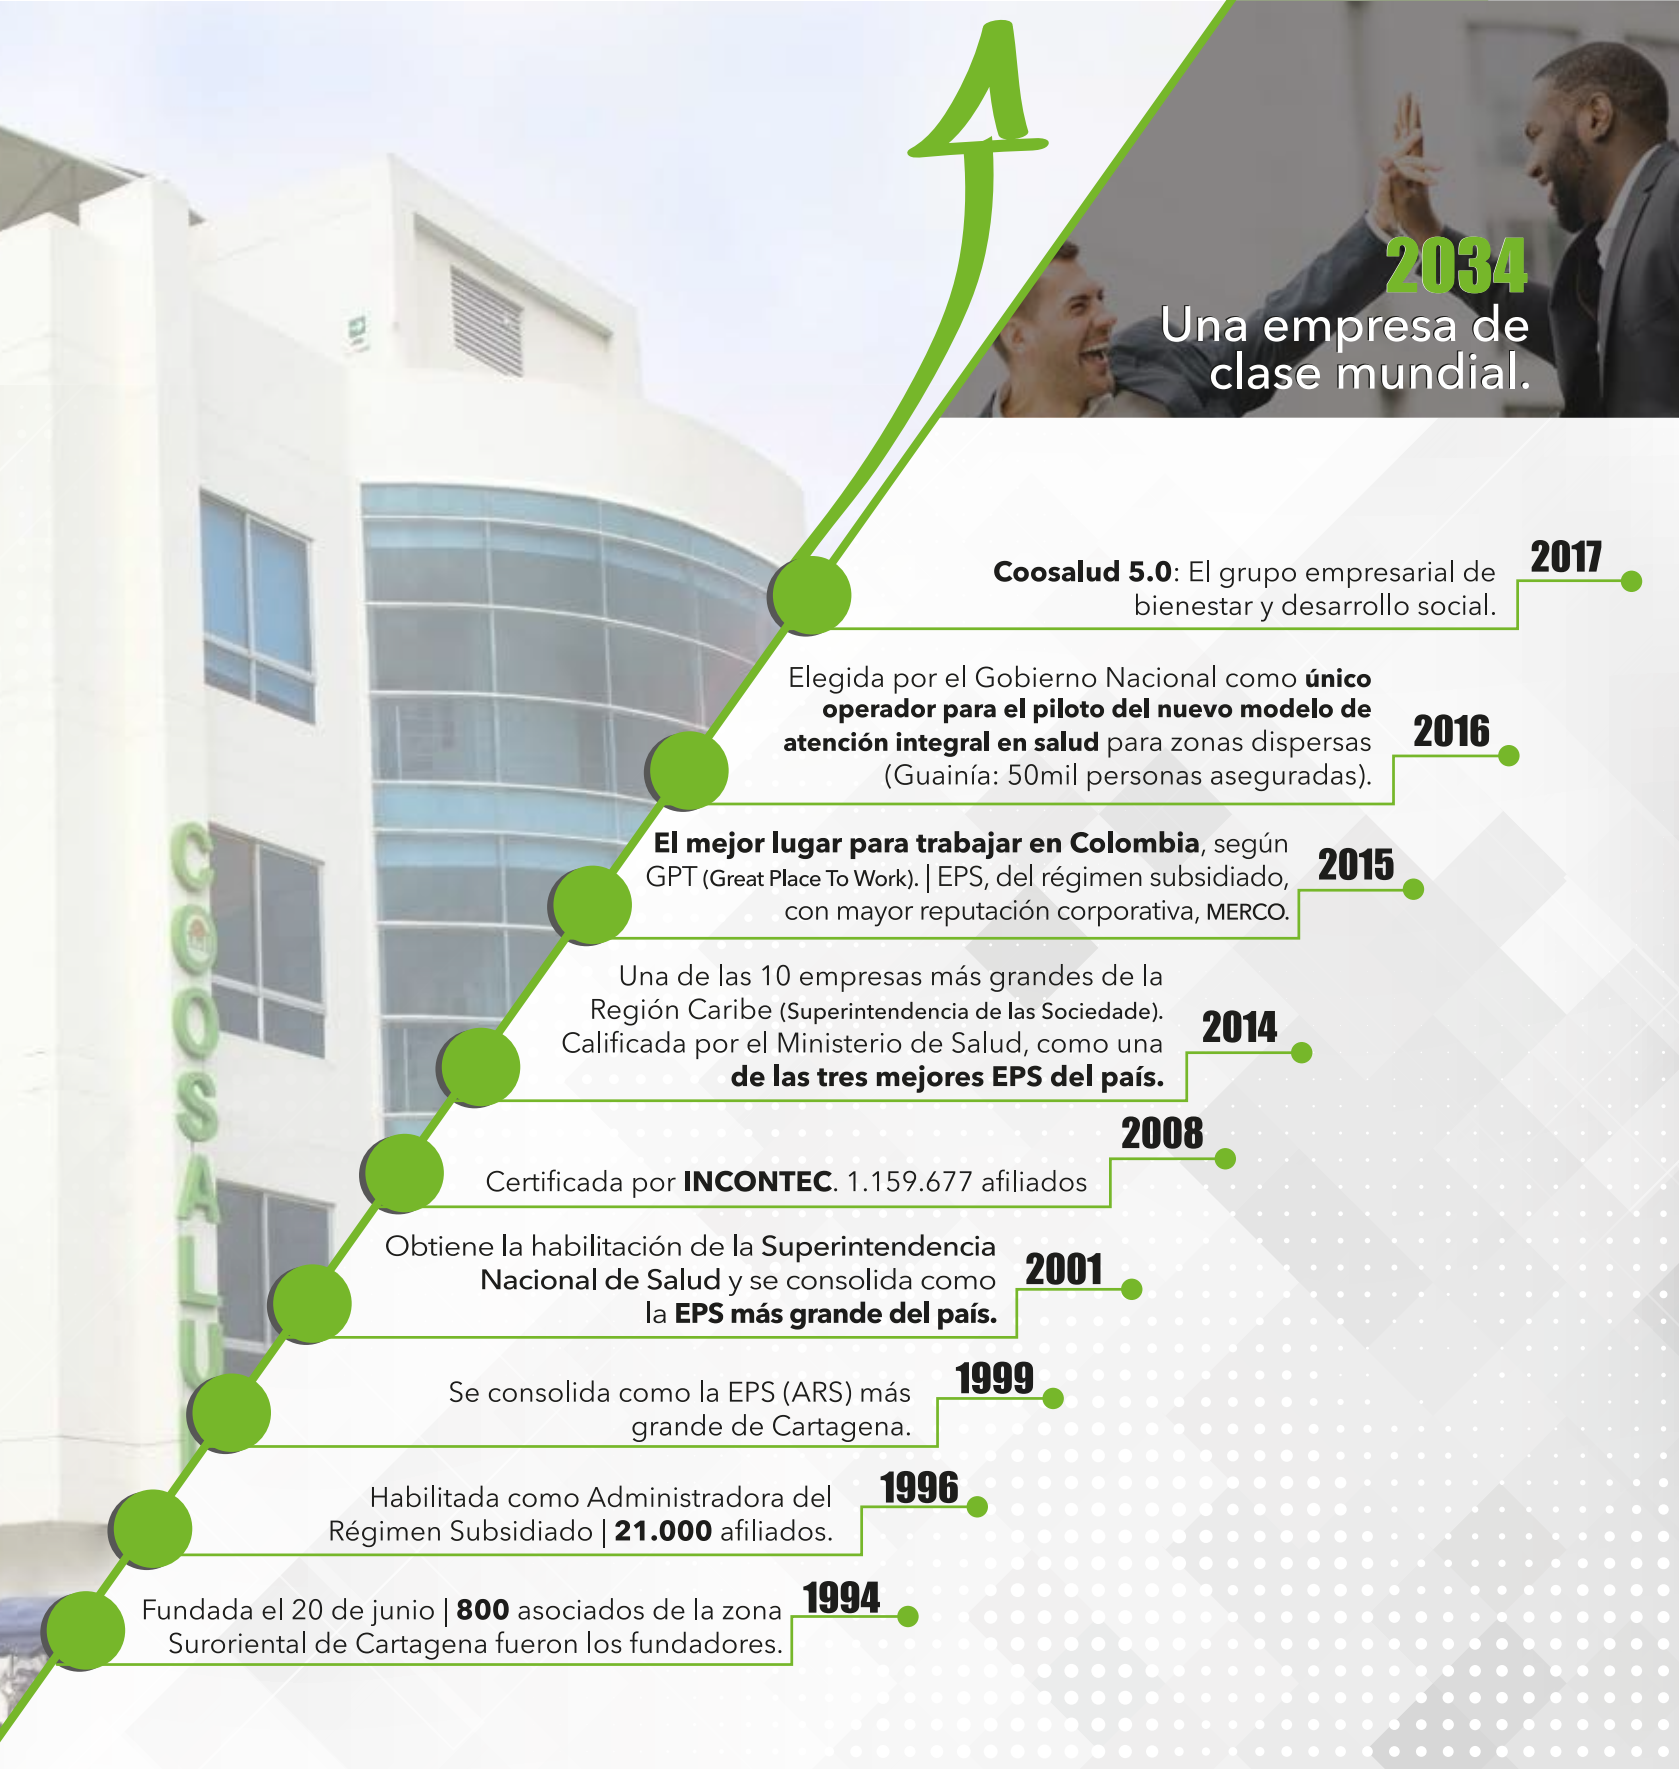 2034
Una empresa de
clase mundial.
2017
Coosalud 5.0: El grupo empresarial de
bienestar y desarrollo social.
2016
Elegida por el Gobierno Nacional como único
operador para el piloto del nuevo modelo de
atención integral en salud para zonas dispersas
(Guainía: 50mil personas aseguradas).
2015
El mejor lugar para trabajar en Colombia, según
GPT (Great Place To Work). | EPS, del régimen subsidiado,
con mayor reputación corporativa, MERCO.
2014
Una de las 10 empresas más grandes de la
Región Caribe (Superintendencia de las Sociedade).
Calificada por el Ministerio de Salud, como una
de las tres mejores EPS del país.
2008
Certificada por INCONTEC. 1.159.677 afiliados
2001
Obtiene la habilitación de la Superintendencia
Nacional de Salud y se consolida como
la EPS más grande del país.
1999
Se consolida como la EPS (ARS) más
grande de Cartagena.
1996
Habilitada como Administradora del
Régimen Subsidiado | 21.000 afiliados.
1994
Fundada el 20 de junio | 800 asociados de la zona
Suroriental de Cartagena fueron los fundadores.
COOSALU